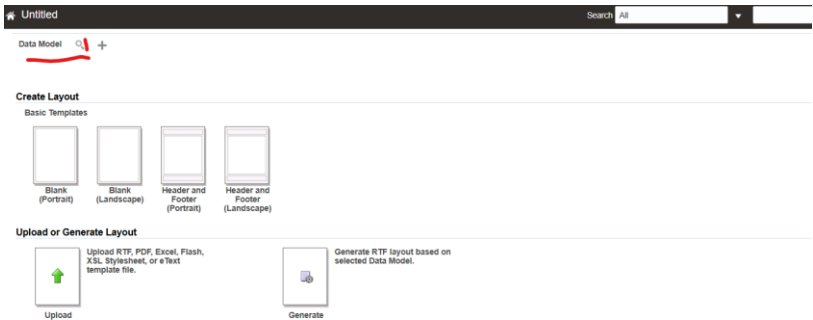 Untitled
Search All
Data Model
Create Layout
Basic Templates
Blank
(Portrait)
Blank
(Landscape)
Header and
Footer
(Portrait)
Header and
Footer
(Landscape)
Upload or Generate Layout
Upload RTF, PDF, Excel, Flash,
XSL Stylesheet, or eText
template file.
Upload
Generate RTF layout based on
selected Data Model.
Generate